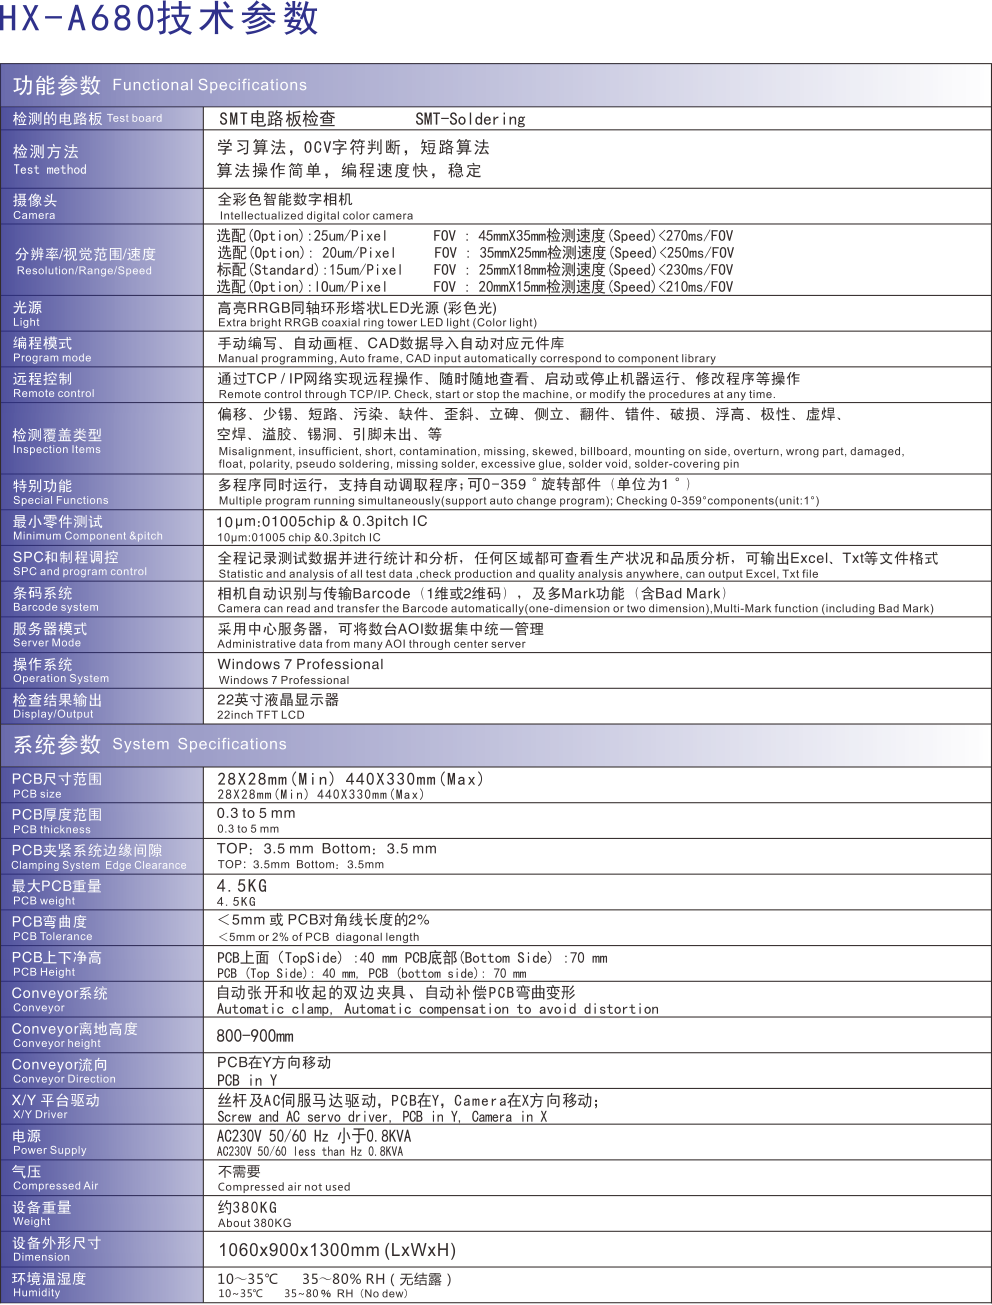 HX-A680技术参数
功能参数 Functional Specifications
检测的电路板 Test board
SMT电路板检查 SMT-Soldering
检测方法
Test method
学习算法，OCV字符判断，短路算法
算法操作简单，编程速度快，稳定
摄像头
Camera
全彩色智能数字相机
Intellectualized digital color camera
分辨率/视觉范围/速度
Resolution/Range/Speed
选配(Option):25um/Pixel FOV : 45mmX35mm检测速度(Speed)<270ms/FOV
选配(Option): 20um/Pixel FOV : 35mmX25mm检测速度(Speed)<250ms/FOV
标配(Standard):15um/Pixel FOV : 25mmX18mm检测速度(Speed)<230ms/FOV
选配(Option):10um/Pixel FOV : 20mmX15mm检测速度(Speed)<210ms/FOV
光源
Light
高亮RRGB同轴环形塔状LED光源 (彩色光)
Extra bright RRGB coaxial ring tower LED light (Color light)
编程模式
Program mode
手动编写、自动画框、CAD数据导入自动对应元件库
Manual programming, Auto frame, CAD input automatically correspond to component library
远程控制
Remote control
通过TCP / IP网络实现远程操作、随时随地查看、启动或停止机器运行、修改程序等操作
Remote control through TCP/IP. Check, start or stop the machine, or modify the procedures at any time.
检测覆盖类型
Inspection Items
偏移、少锡、短路、污染、缺件、歪斜、立碑、侧立、翻件、错件、破损、浮高、极性、虚焊、
空焊、溢胶、锡洞、引脚未出、等
Misalignment, insufficient, short, contamination, missing, skewed, billboard, mounting on side, overturn, wrong part, damaged,
float, polarity, pseudo soldering, missing solder, excessive glue, solder void, solder-covering pin
特别功能
Special Functions
多程序同时运行，支持自动调取程序；可0-359 °旋转部件（单位为1 °）
Multiple program running simultaneously(support auto change program); Checking 0-359°components(unit:1°)
最小零件测试
Minimum Component &pitch
10μm:01005chip & 0.3pitch IC
10μm:01005 chip &0.3pitch IC
SPC和制程调控
SPC and program control
全程记录测试数据并进行统计和分析，任何区域都可查看生产状况和品质分析，可输出Excel、Txt等文件格式
Statistic and analysis of all test data ,check production and quality analysis anywhere, can output Excel, Txt file
条码系统
Barcode system
相机自动识别与传输Barcode（1维或2维码），及多Mark功能（含Bad Mark）
Camera can read and transfer the Barcode automatically(one-dimension or two dimension),Multi-Mark function (including Bad Mark)
服务器模式
Server Mode
采用中心服务器，可将数台AOI数据集中统一管理
Administrative data from many AOI through center server
操作系统
Operation System
Windows 7 Professional
Windows 7 Professional
检查结果输出
Display/Output
22英寸液晶显示器
22inch TFT LCD
系统参数 System Specifications
PCB尺寸范围
PCB size
28X28mm(Min) 440X330mm(Max)
28X28mm(Min) 440X330mm(Max)
PCB厚度范围
PCB thickness
0.3 to 5 mm
0.3 to 5 mm
PCB夹紧系统边缘间隙
Clamping System Edge Clearance
TOP：3.5 mm Bottom：3.5 mm
TOP：3.5mm Bottom：3.5mm
最大PCB重量
PCB weight
4.5KG
4.5KG
PCB弯曲度
PCB Tolerance
＜5mm 或 PCB对角线长度的2%
＜5mm or 2% of PCB diagonal length
PCB上下净高
PCB Height
PCB上面 (TopSide) :40 mm PCB底部(Bottom Side) :70 mm
PCB (Top Side): 40 mm, PCB (bottom side): 70 mm
Conveyor系统
Conveyor
自动张开和收起的双边夹具、自动补偿PCB弯曲变形
Automatic clamp, Automatic compensation to avoid distortion
Conveyor离地高度
Conveyor height
800-900mm
Conveyor流向
Conveyor Direction
PCB在Y方向移动
PCB in Y
X/Y 平台驱动
X/Y Driver
丝杆及AC伺服马达驱动，PCB在Y，Camera在X方向移动；
Screw and AC servo driver, PCB in Y, Camera in X
电源
Power Supply
AC230V 50/60 Hz 小于0.8KVA
AC230V 50/60 less than Hz 0.8KVA
气压
Compressed Air
不需要
Compressed air not used
设备重量
Weight
约380KG
About 380KG
设备外形尺寸
Dimension
1060x900x1300mm (LxWxH)
环境温湿度
Humidity
10～35℃ 35～80% RH ( 无结露 )
10~35℃ 35~80 % RH (No dew)